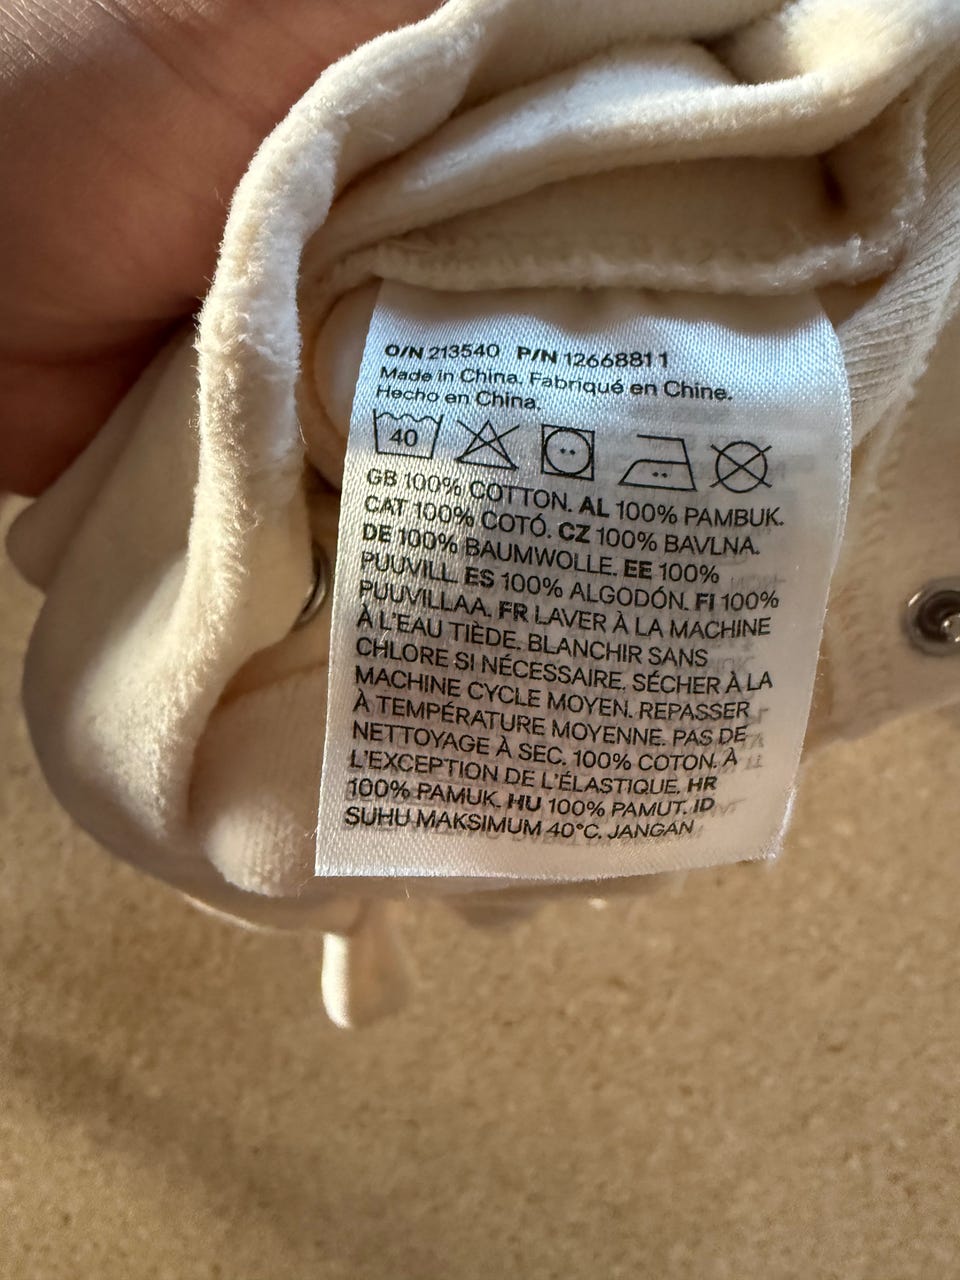 O/N 213540 P/N 1266881 1
Made in China. Fabriqué en Chine.
Hecho en China.
40
GB 100% COTTON. AL 100% PAMBUK.
CAT 100% COTÓ. CZ 100% BAVLNA.
DE 100% BAUMWOLLE. EE 100%
PUUVILL. ES 100% ALGODÓN. FI 100%
PUUVILLAA. FR LAVER À LA MACHINE
À L'EAU TIÈDE. BLANCHIR SANS
CHLORE SI NÉCESSAIRE. SÉCHER À LA
MACHINE CYCLE MOYEN. REPASSER
À TEMPÉRATURE MOYENNE. PAS DE
NETTOYAGE À SEC. 100% COTON. À
L'EXCEPTION DE L'ÉLASTIQUE. HR
100% PAMUK. HU 100% PAMUT. ID
SUHU MAKSIMUM 40°C. JANGAN